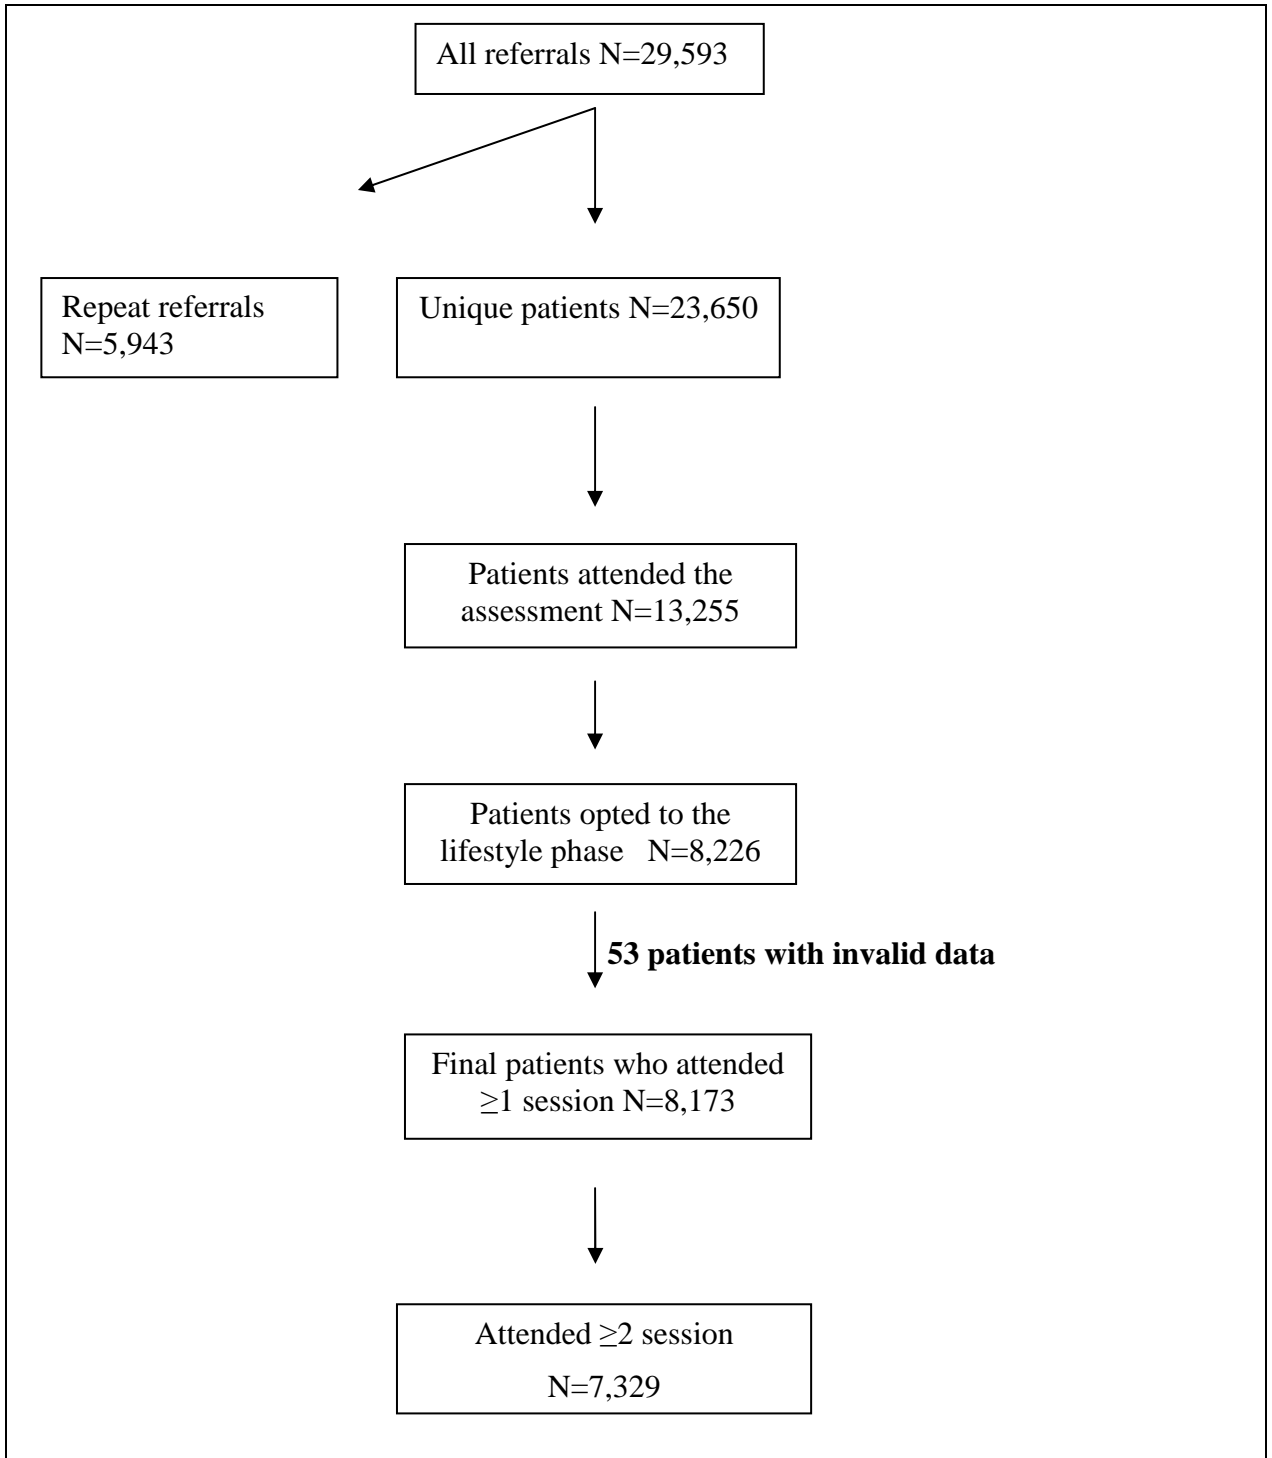 All referrals N=29,593
Repeat referrals
N=5,943
Unique patients N=23,650
Patients attended the
assessment N=13,255
Patients opted to the
lifestyle phase N=8,226
53 patients with invalid data
Final patients who attended
≥1 session N=8,173
Attended ≥2 session
N=7,329